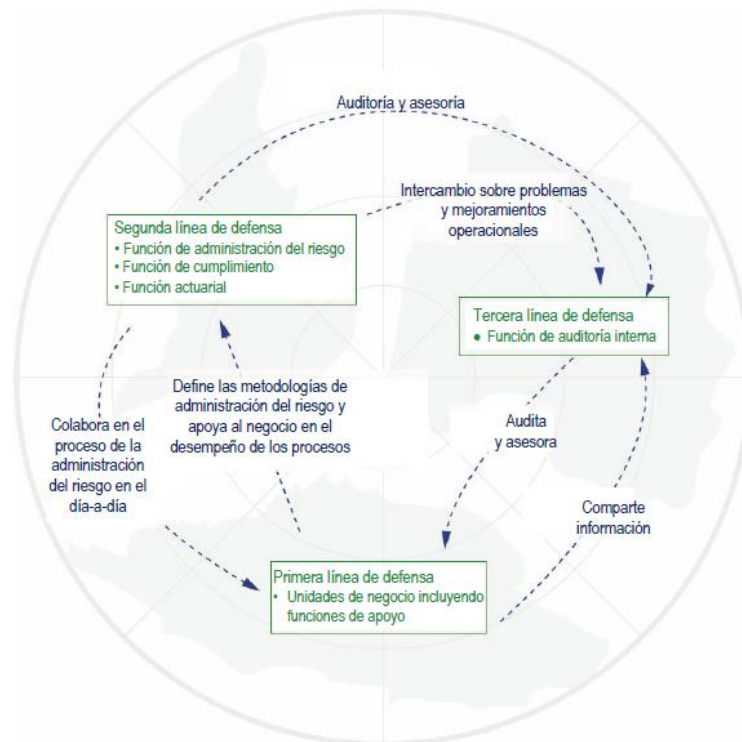 Auditoría y asesoría
Intercambio sobre problemas
y mejoramientos
operacionales
Segunda línea de defensa
• Función de administración del riesgo
• Función de cumplimiento
• Función actuarial
Tercera línea de defensa
● Función de auditoría interna
Define las metodologías de
administración del riesgo y
apoya al negocio en el
desempeño de los procesos
Colabora en el
proceso de la
administración
del riesgo en el
día-a-día
Audita
y asesora
Comparte
información
Primera línea de defensa
• Unidades de negocio incluyendo
funciones de apoyo